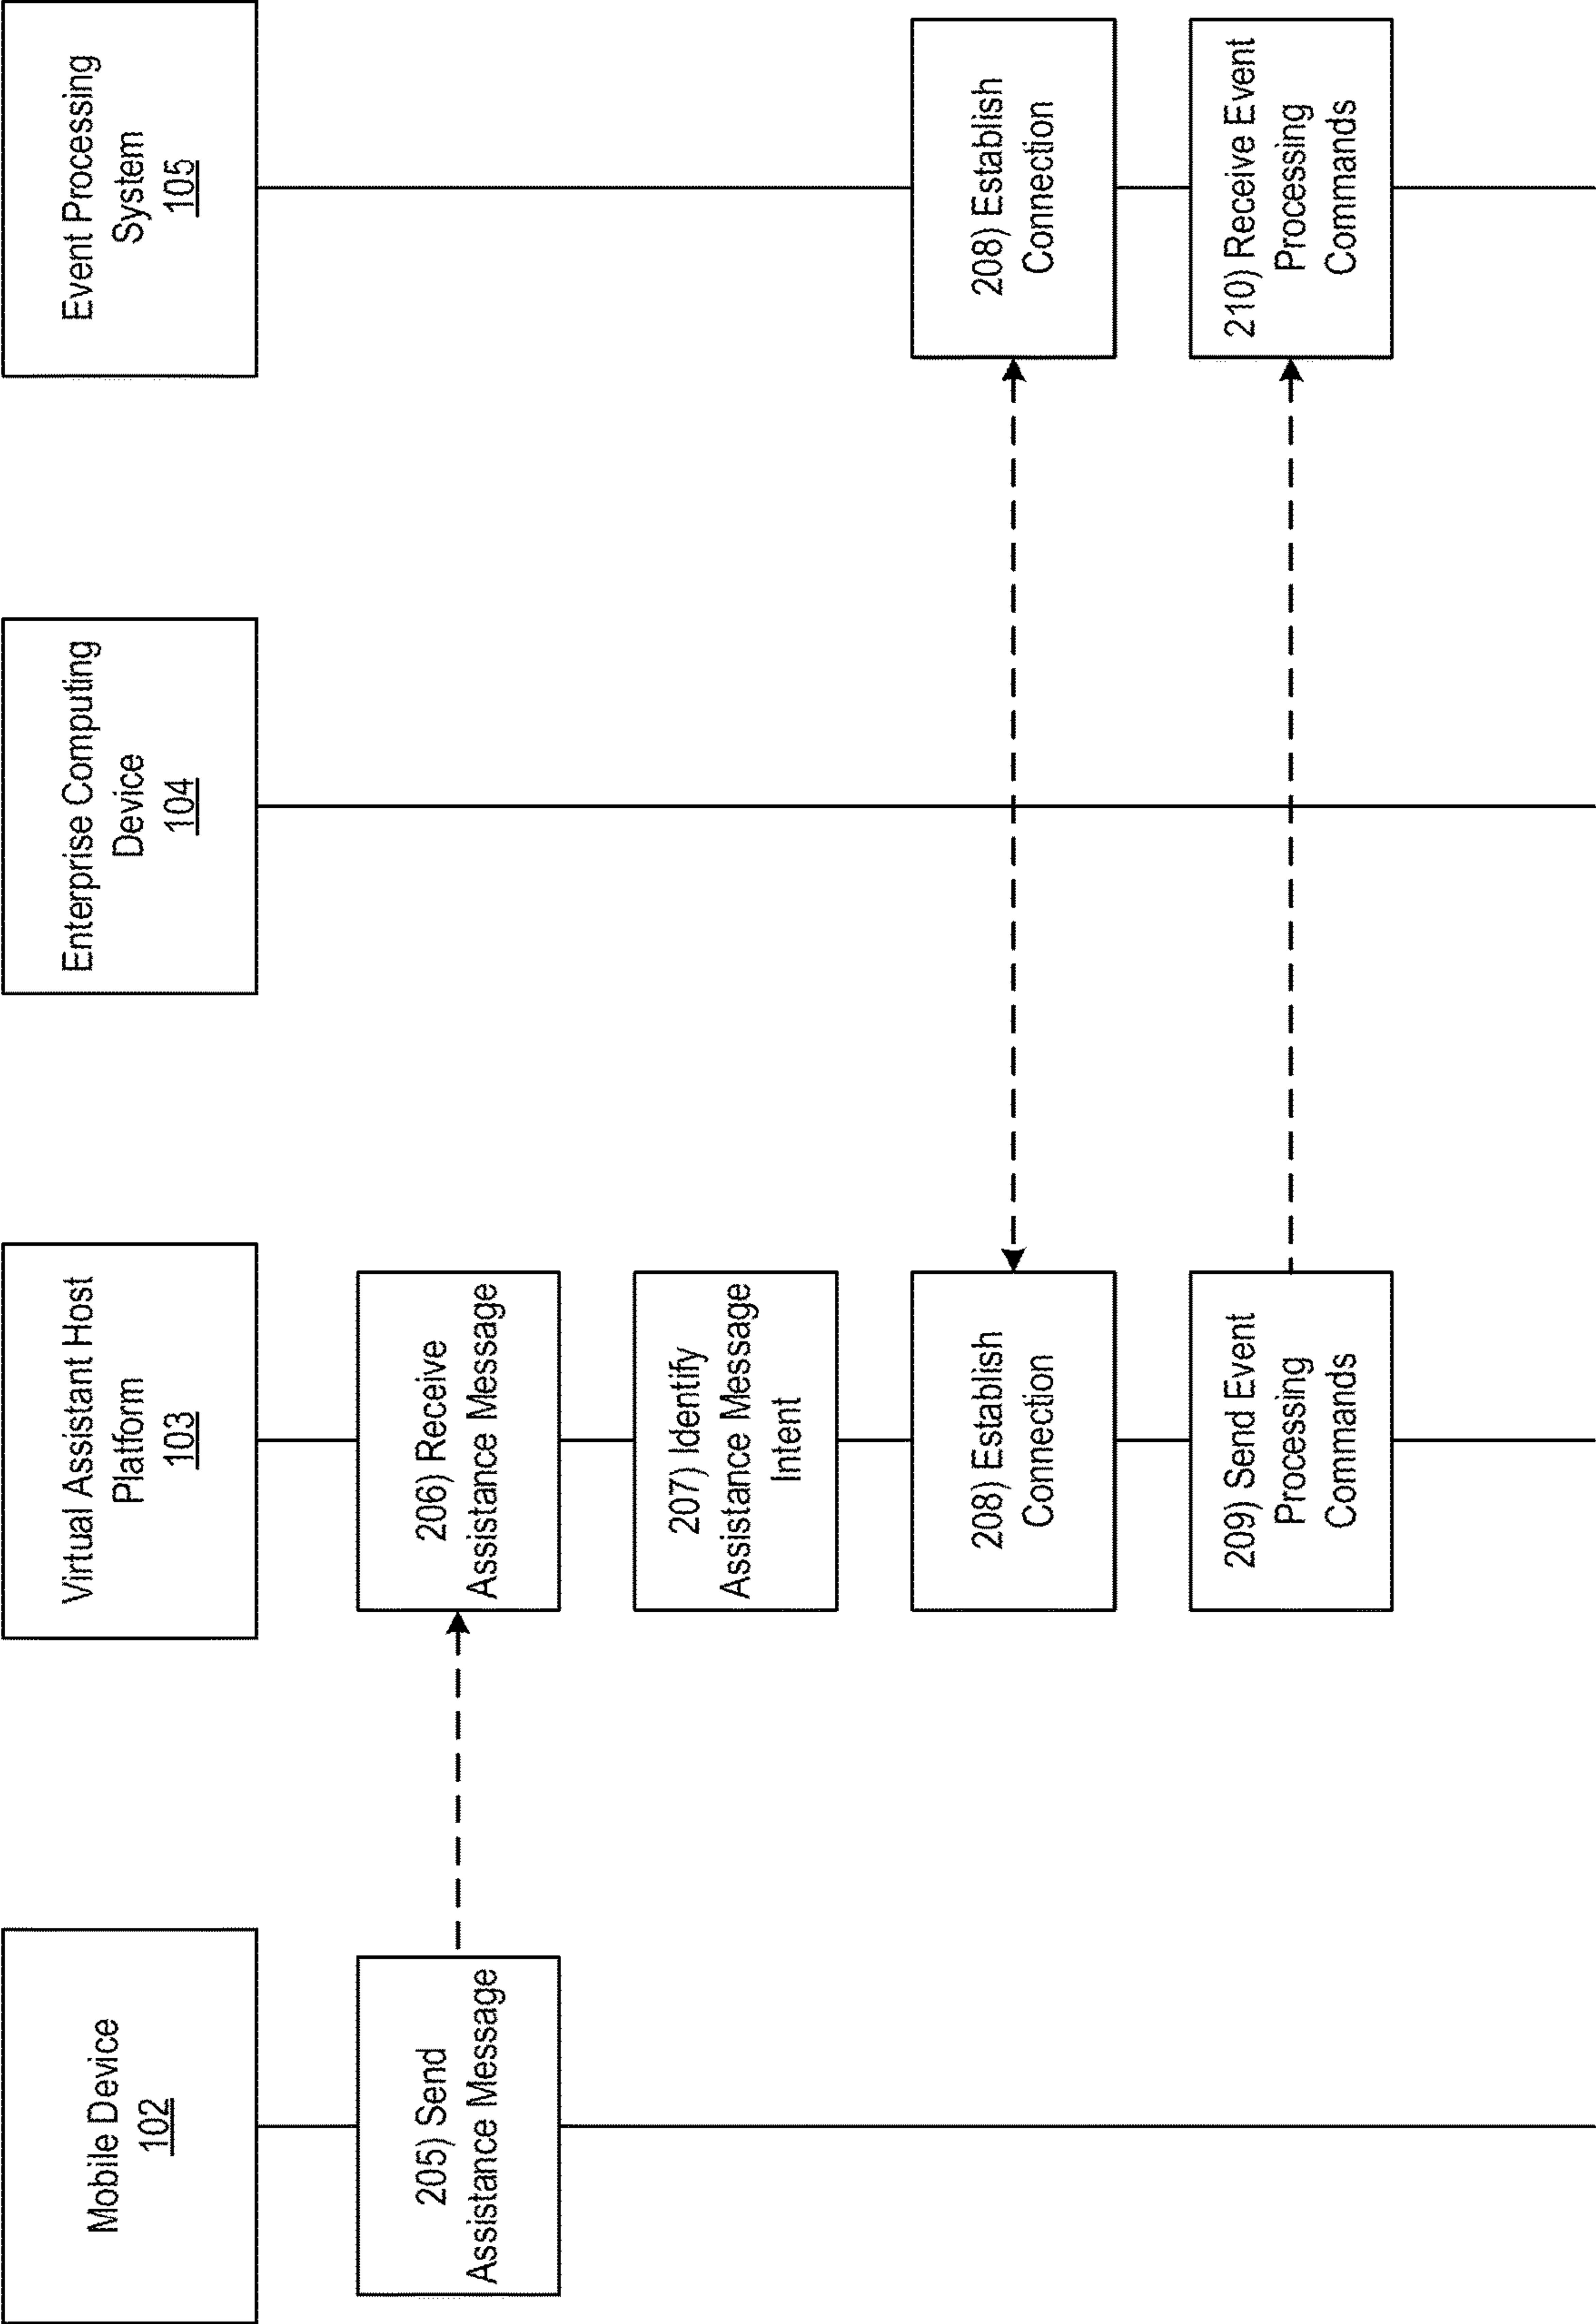 Mobile Device
102
Virtual Assistant Host
Platform
103
Enterprise Computing
Device
104
Event Processing
System
105
205) Send
Assistance Message
206) Receive
Assistance Message
207) Identify
Assistance Message
Intent
208) Establish
Connection
208) Establish
Connection
209) Send Event
Processing
Commands
210) Receive Event
Processing
Commands